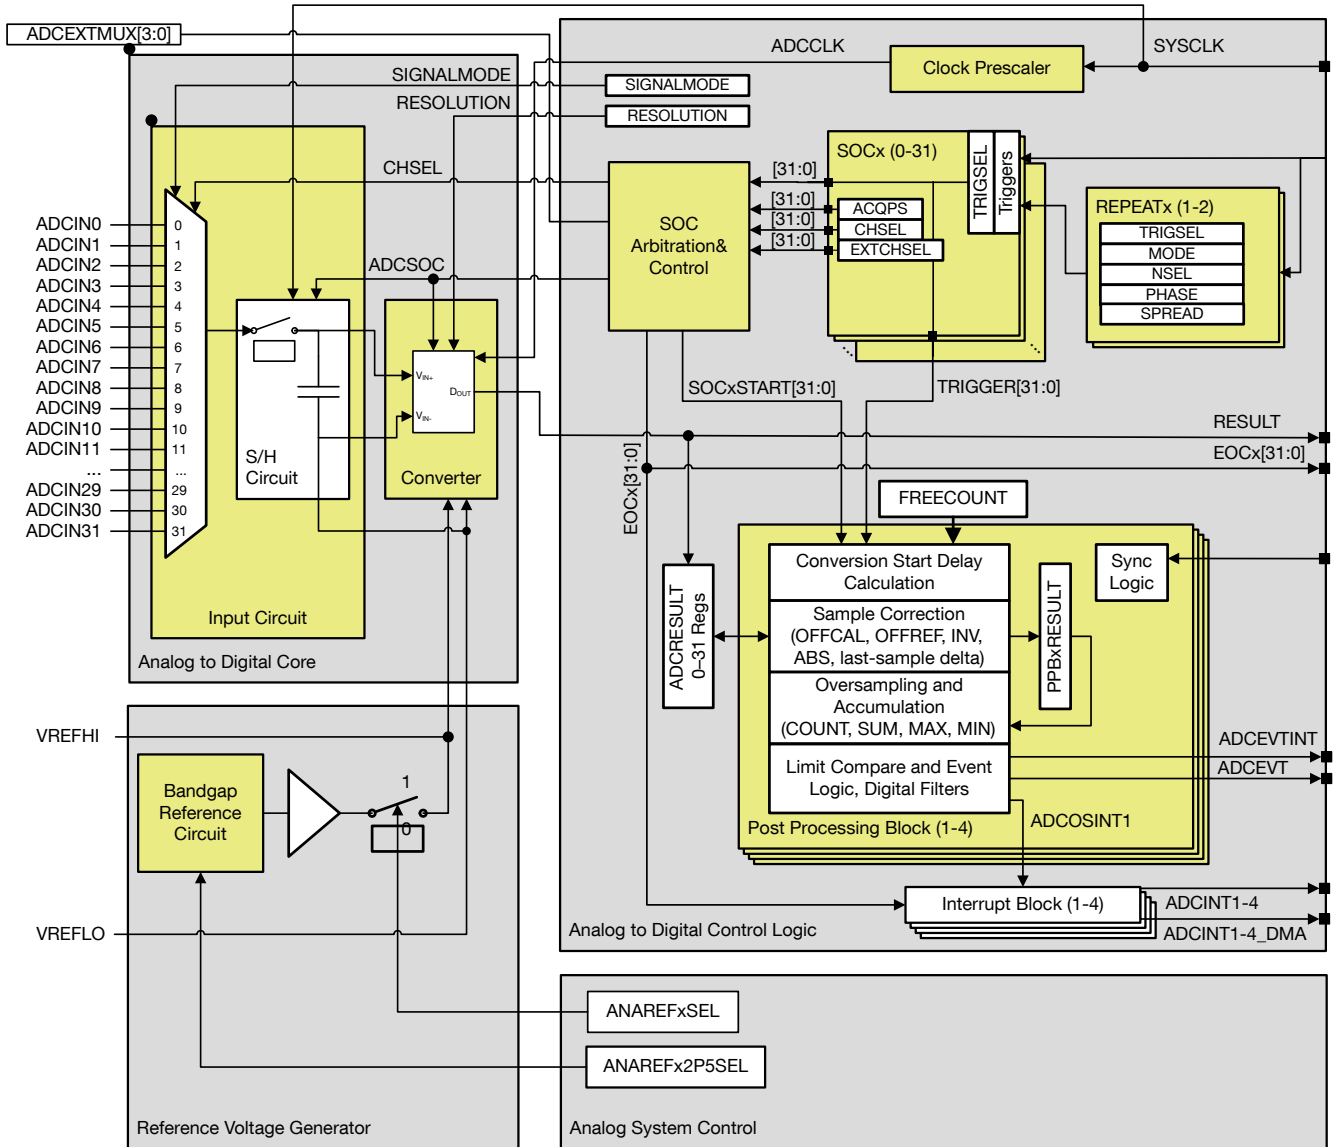 ADCEXTMUX[3:0]
ADCCLK
Clock Prescaler
SYSCLK
SIGNALMODE
SIGNALMODE
RESOLUTION
RESOLUTION
CHSEL
ADCSOC
SOC
Arbitration&
Control
[31:0]
[31:0]
[31:0]
[31:0]
SOCx (0-31)
TRIGSEL
Triggers
ACQPS
CHSEL
EXTCHSEL
REPEATx (1-2)
TRIGSEL
MODE
NSEL
PHASE
SPREAD
ADCIN0
0
ADCIN1
1
ADCIN2
2
ADCIN3
3
ADCIN4
4
ADCIN5
5
ADCIN6
6
ADCIN7
7
ADCIN8
8
ADCIN9
9
ADCIN10
10
ADCIN11
11
...
...
ADCIN29
29
ADCIN30
30
ADCIN31
31
S/H
Circuit
VIN+
DOUT
VIN-
Converter
Input Circuit
Analog to Digital Core
SOCxSTART[31:0]
TRIGGER[31:0]
RESULT
EOCx[31:0]
EOCx[31:0]
FREECOUNT
Conversion Start Delay
Calculation
Sample Correction
(OFFCAL, OFFREF, INV,
ABS, last-sample delta)
Oversampling and
Accumulation
(COUNT, SUM, MAX, MIN)
Limit Compare and Event
Logic, Digital Filters
Post Processing Block (1-4)
ADCRESULT
0–31 Regs
PPBxRESULT
Sync
Logic
ADCEVTINT
ADCEVT
ADCOSINT1
Interrupt Block (1-4)
ADCINT1-4
ADCINT1-4_DMA
Analog to Digital Control Logic
VREFHI
Bandgap
Reference
Circuit
1
0
VREFLO
Reference Voltage Generator
ANAREFxSEL
ANAREFx2P5SEL
Analog System Control